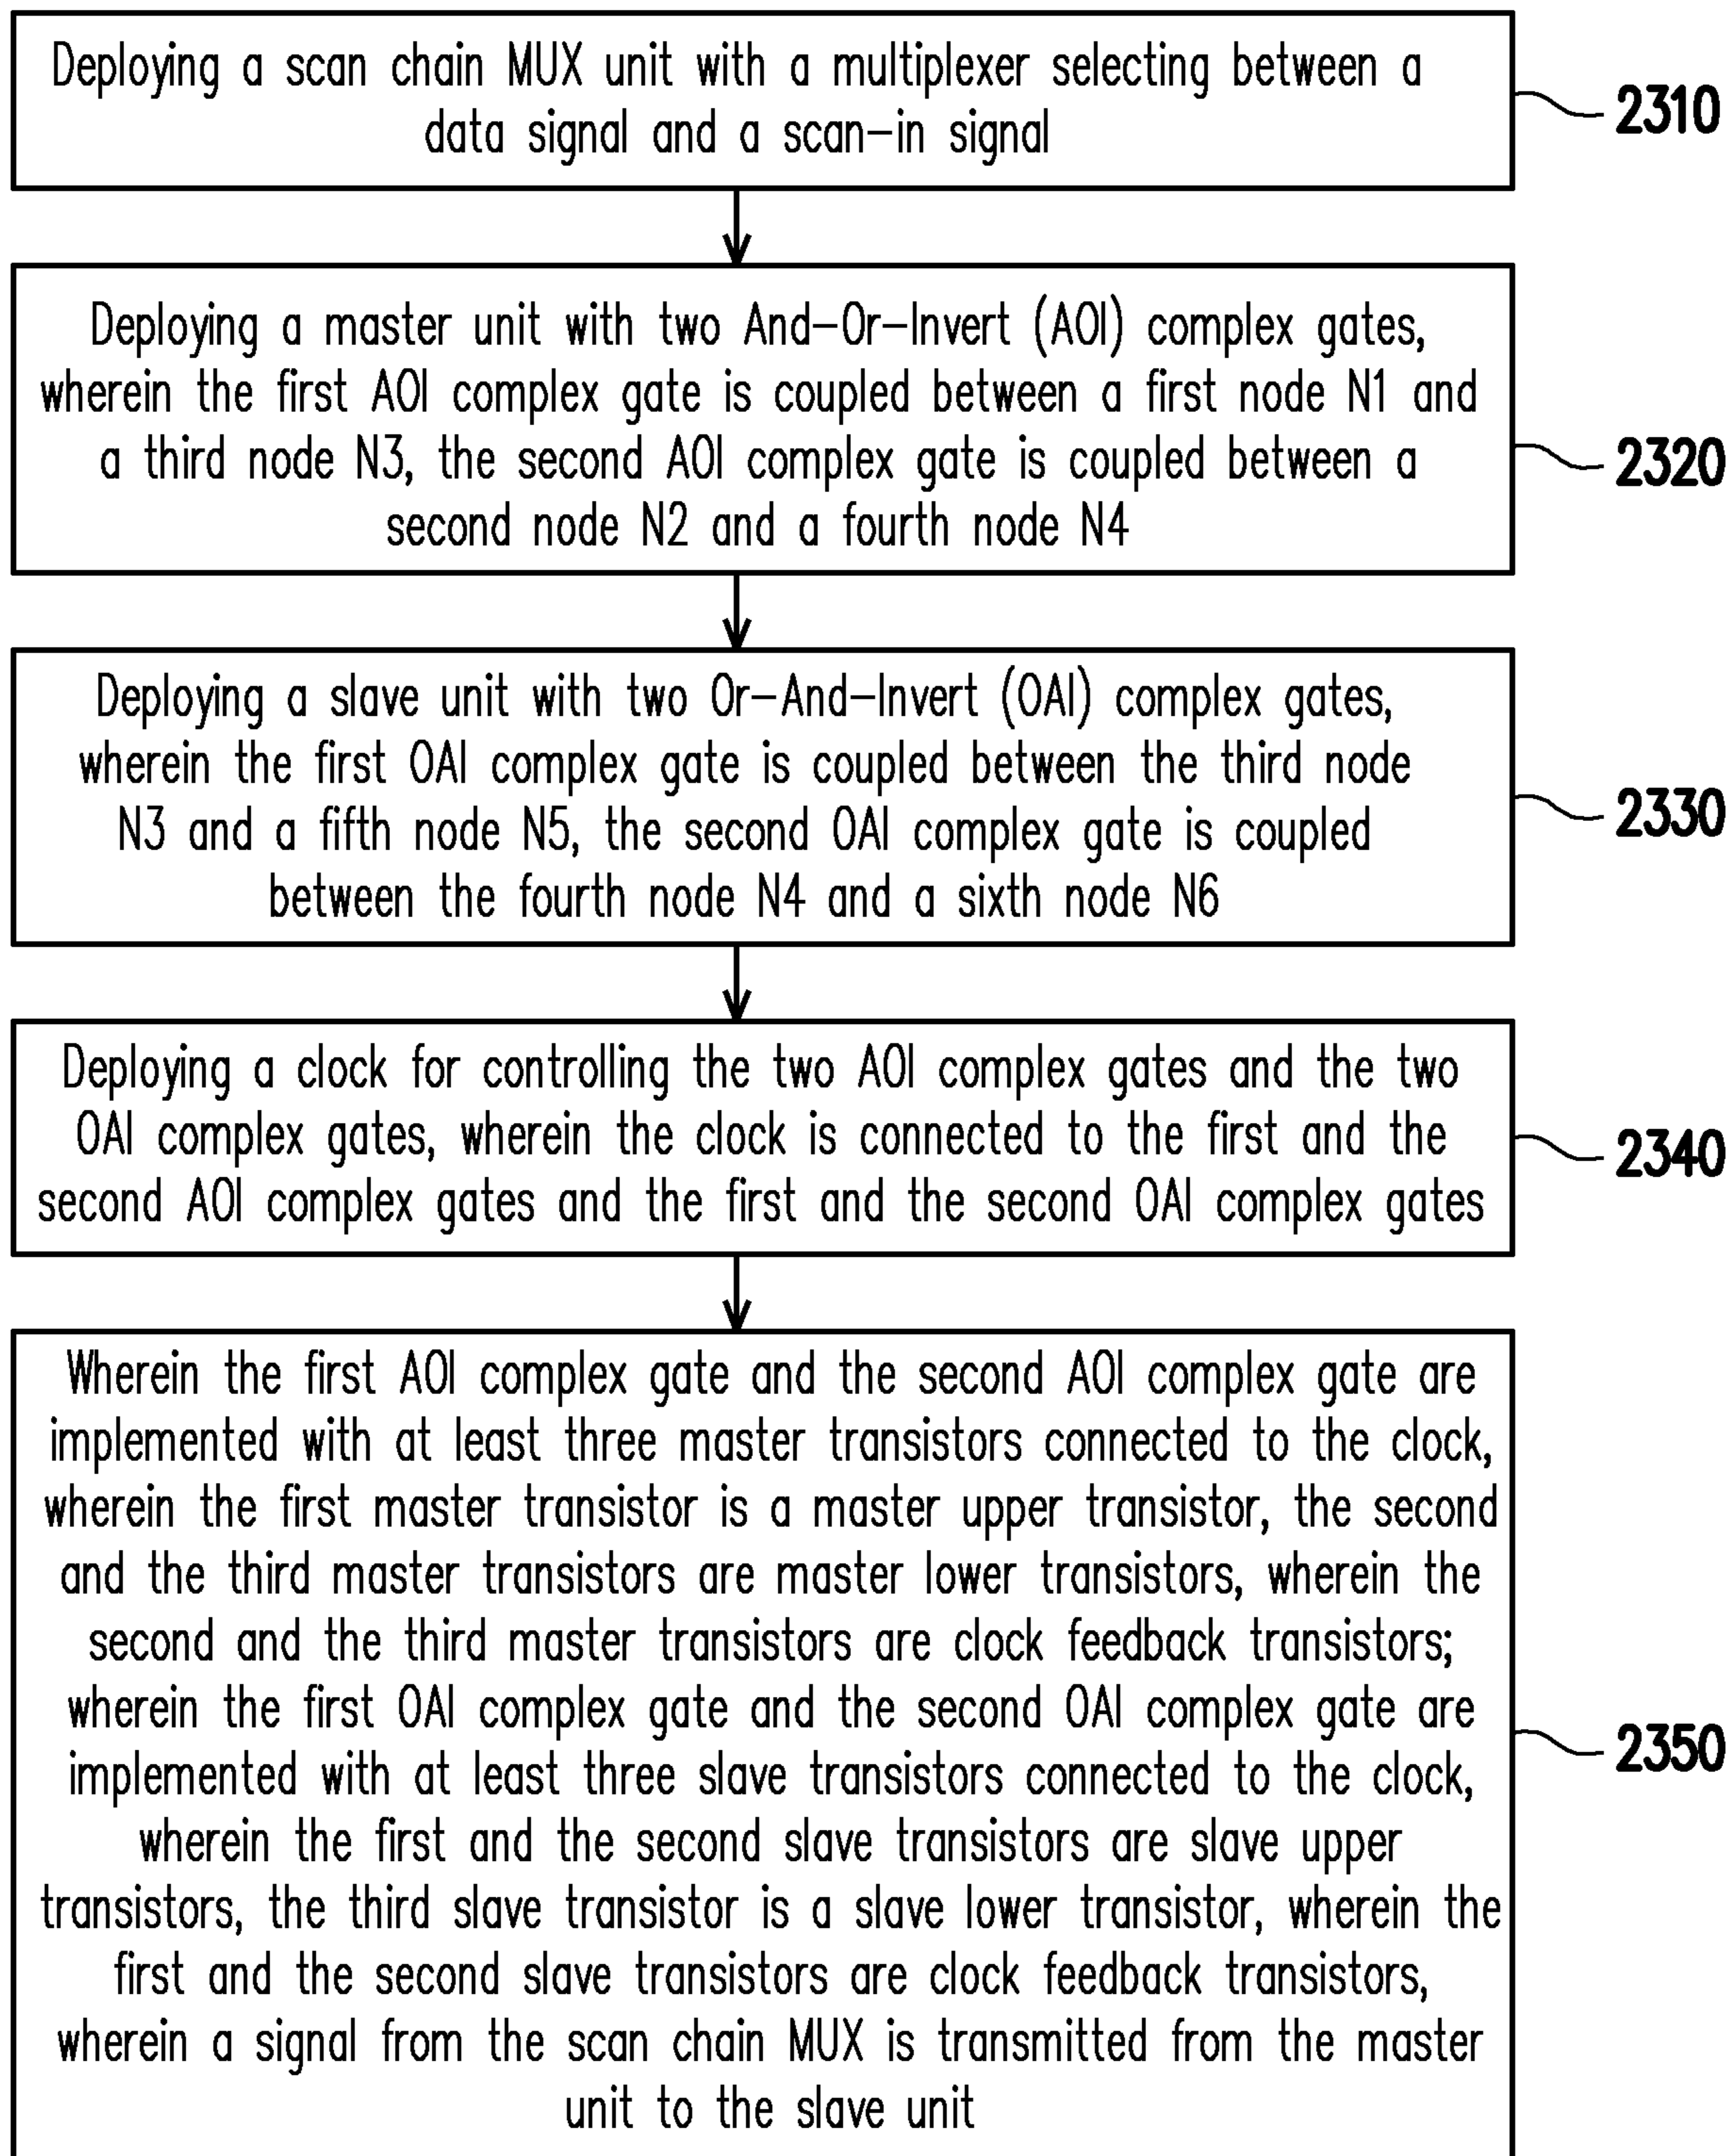 Deploying a scan chain MUX unit with a multiplexer selecting between a
data signal and a scan-in signal
2310
Deploying a master unit with two And-Or-Invert (AOI) complex gates,
wherein the first AOI complex gate is coupled between a first node N1 and
a third node N3, the second AOI complex gate is coupled between a
second node N2 and a fourth node N4
2320
Deploying a slave unit with two Or-And-Invert (OAI) complex gates,
wherein the first OAI complex gate is coupled between the third node
N3 and a fifth node N5, the second OAI complex gate is coupled
between the fourth node N4 and a sixth node N6
2330
Deploying a clock for controlling the two AOI complex gates and the two
OAI complex gates, wherein the clock is connected to the first and the
second AOI complex gates and the first and the second OAI complex gates
2340
Wherein the first AOI complex gate and the second AOI complex gate are
implemented with at least three master transistors connected to the clock,
wherein the first master transistor is a master upper transistor, the second
and the third master transistors are master lower transistors, wherein the
second and the third master transistors are clock feedback transistors;
wherein the first OAI complex gate and the second OAI complex gate are
implemented with at least three slave transistors connected to the clock,
wherein the first and the second slave transistors are slave upper
transistors, the third slave transistor is a slave lower transistor, wherein the
first and the second slave transistors are clock feedback transistors,
wherein a signal from the scan chain MUX is transmitted from the master
unit to the slave unit
2350